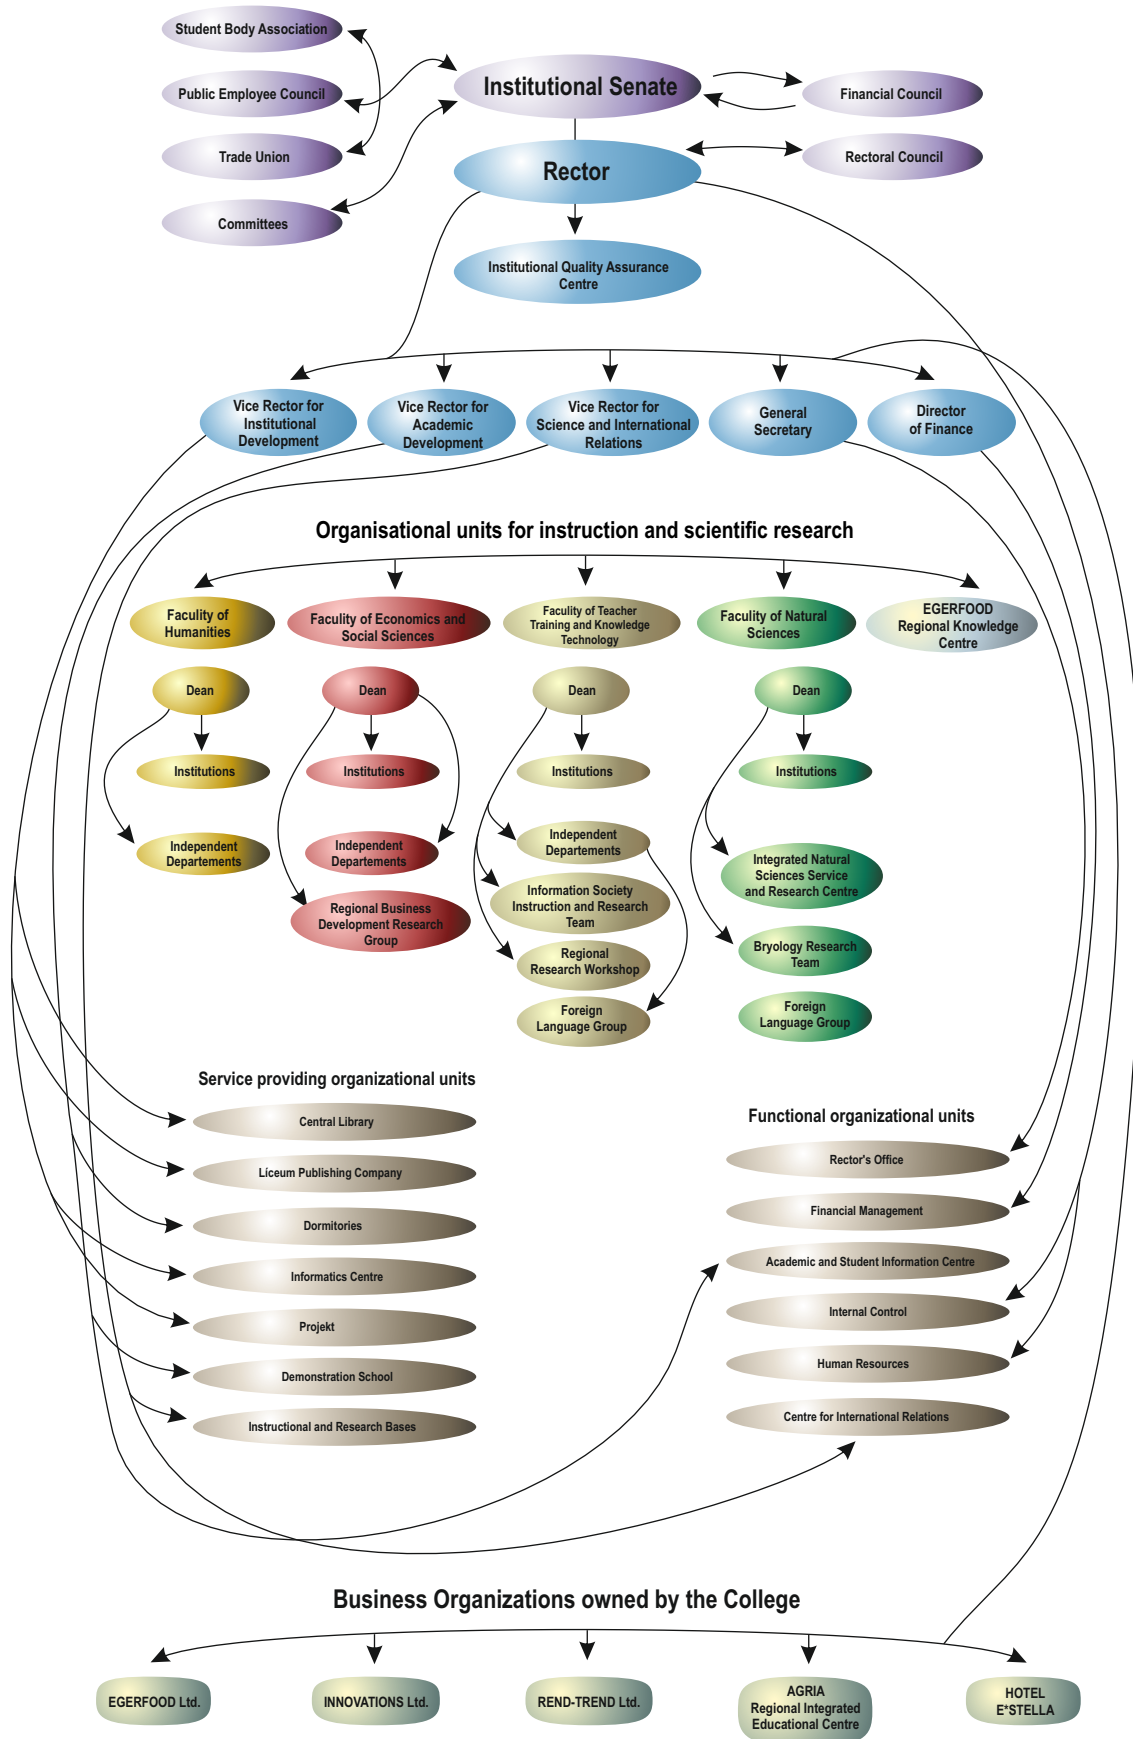 Student Body Association
Public Employee Council
Trade Union
Committees
Institutional Senate
Financial Council
Rectoral Council
Rector
Institutional Quality Assurance
Centre
Vice Rector for
Institutional
Development
Vice Rector for
Academic
Development
Vice Rector for
Science and International
Relations
General
Secretary
Director
of Finance
Organisational units for instruction and scientific research
Faculty of
Humanities
Faculty of Economics and
Social Sciences
Faculty of Teacher
Training and Knowledge
Technology
Faculty of Natural
Sciences
EGERFOOD
Regional Knowledge
Centre
Dean
Dean
Dean
Dean
Institutions
Institutions
Institutions
Institutions
Independent
Departements
Independent
Departements
Independent
Departements
Integrated Natural
Sciences Service
and Research Centre
Regional Business
Development Research
Group
Information Society
Instruction and Research
Team
Bryology Research
Team
Regional
Research Workshop
Foreign
Language Group
Foreign
Language Group
Service providing organizational units
Central Library
Líceum Publishing Company
Dormitories
Informatics Centre
Projekt
Demonstration School
Instructional and Research Bases
Functional organizational units
Rector's Office
Financial Management
Academic and Student Information Centre
Internal Control
Human Resources
Centre for International Relations
Business Organizations owned by the College
EGERFOOD Ltd.
INNOVATIONS Ltd.
REND-TREND Ltd.
AGRIA
Regional Integrated
Educational Centre
HOTEL
E*STELLA